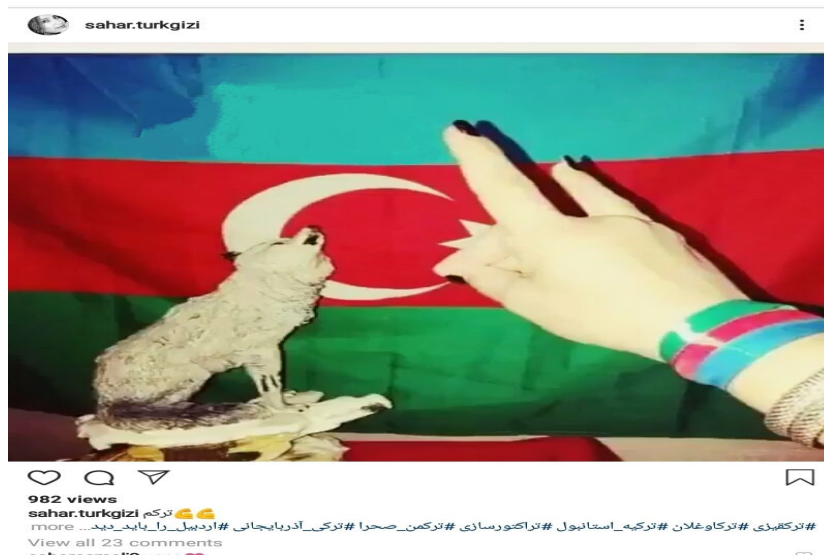 sahar.turkgizi
982 views
sahar.turkgizi ترکم💪💪
#ترکقیزی #ترکاوغلان #ترکیه_استانبول #تراکتورسازی #ترکمن_صحرا #ترکی_آذربایجانی #اردبیل_را_باید_دید... more
View all 23 comments